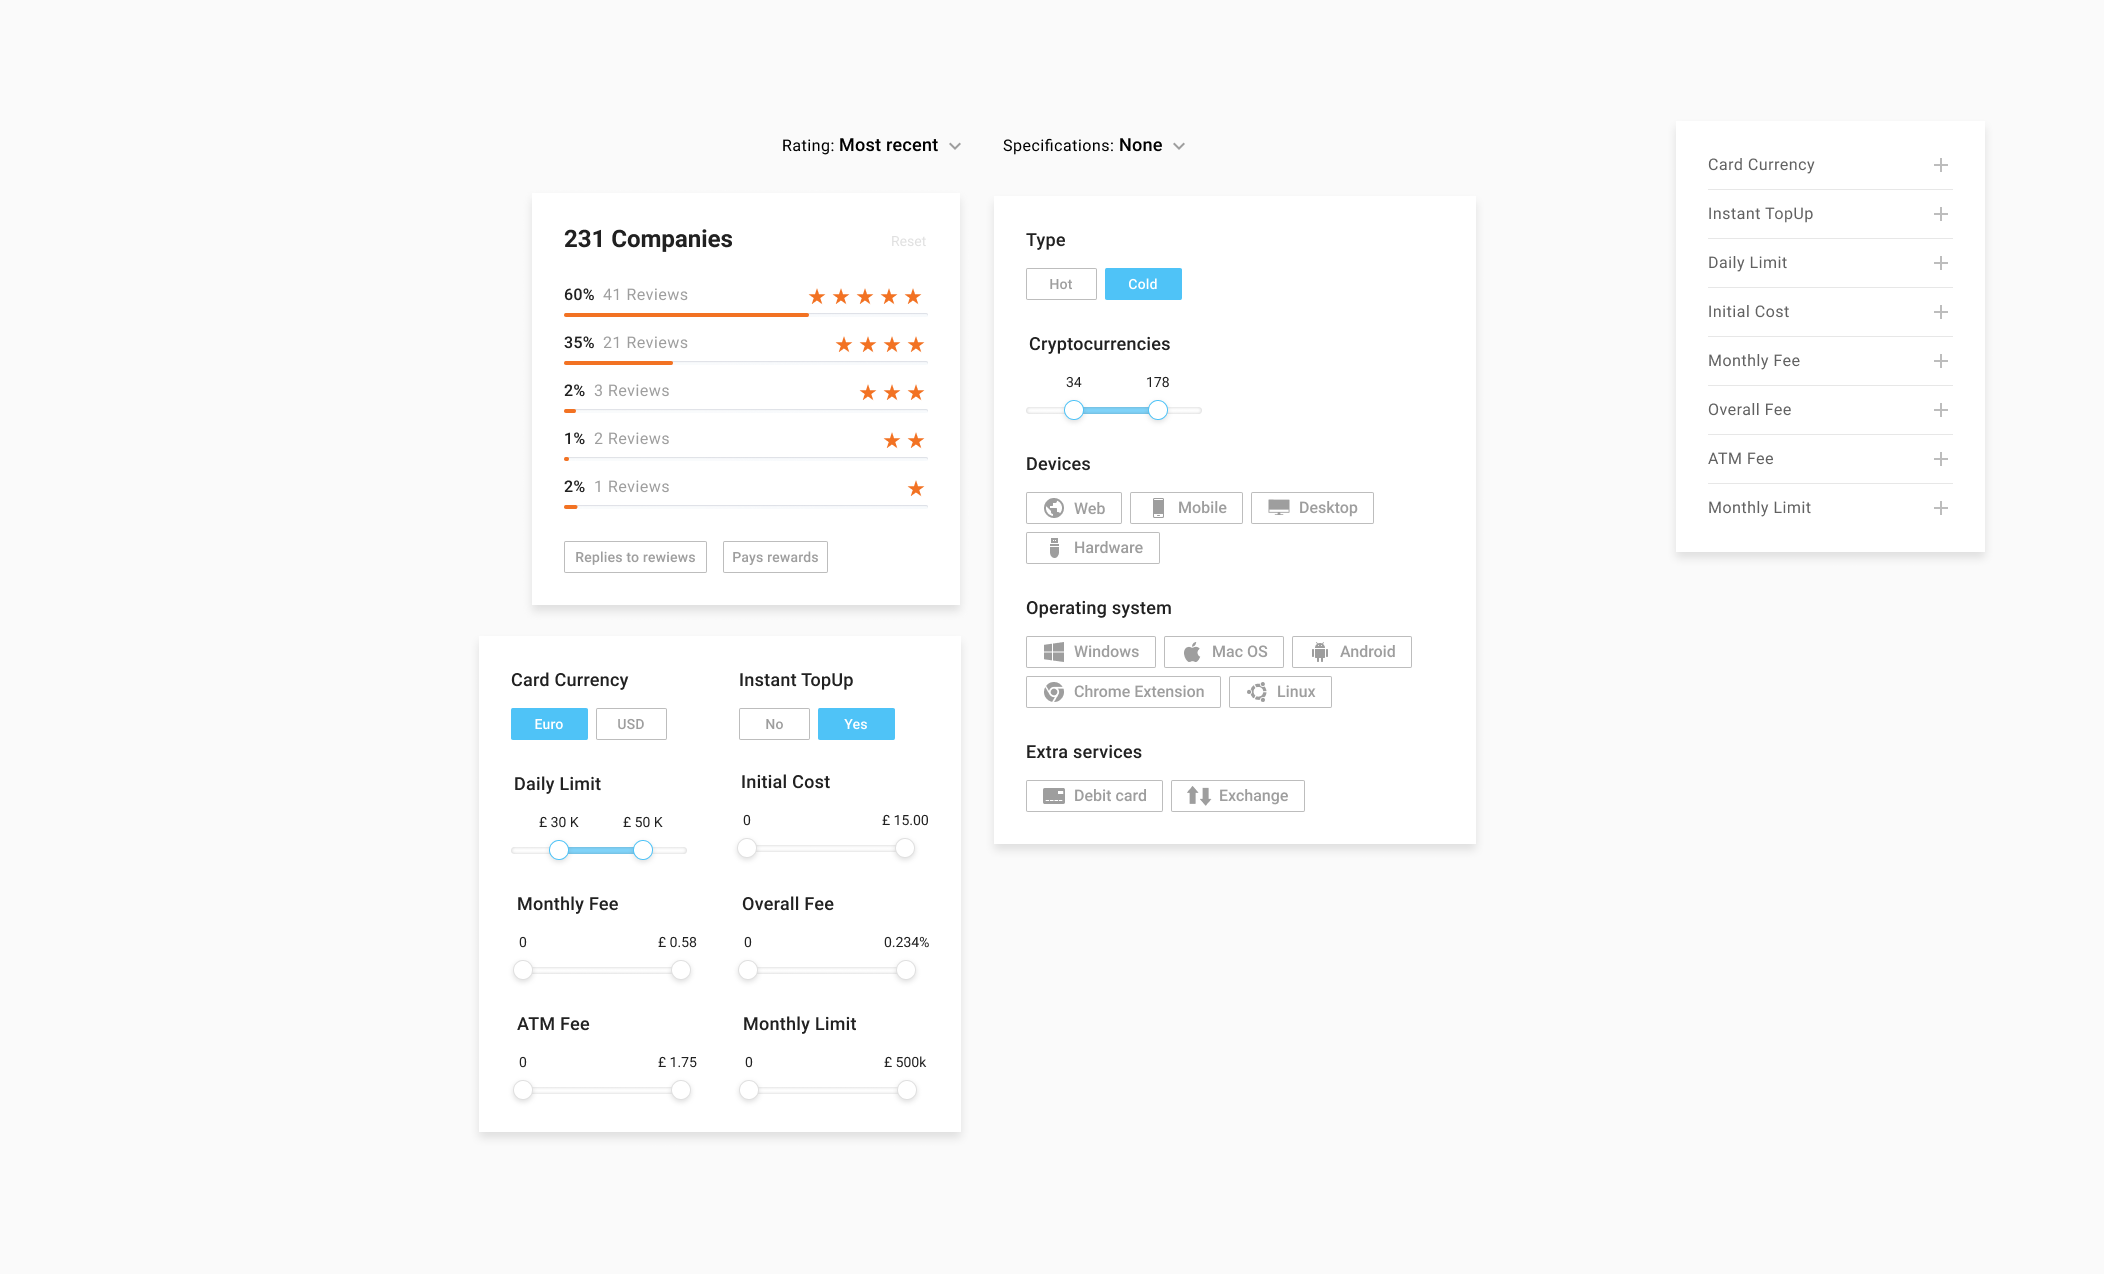 Rating: Most recent
Specifications: None
231 Companies
Reset
60% 41 Reviews
35% 21 Reviews
2% 3 Reviews
1% 2 Reviews
2% 1 Reviews
Replies to rewiews
Pays rewards
Card Currency
Euro
USD
Instant TopUp
No
Yes
Daily Limit
£ 30 K
£ 50 K
Initial Cost
0
£ 15.00
Monthly Fee
0
£ 0.58
Overall Fee
0
0.234%
ATM Fee
0
£ 1.75
Monthly Limit
0
£ 500k
Type
Hot
Cold
Cryptocurrencies
34
178
Devices
Web
Mobile
Desktop
Hardware
Operating system
Windows
Mac OS
Android
Chrome Extension
Linux
Extra services
Debit card
Exchange
Card Currency
Instant TopUp
Daily Limit
Initial Cost
Monthly Fee
Overall Fee
ATM Fee
Monthly Limit